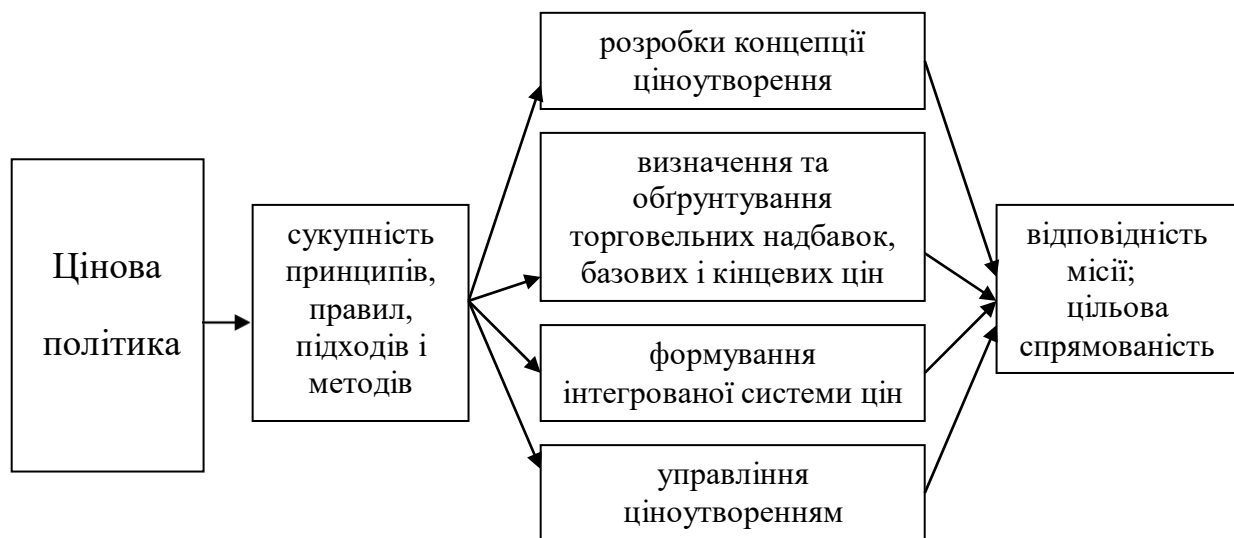 Цінова
політика
сукупність
принципів,
правил,
підходів і
методів
розробки концепції
ціноутворення
визначення та
обґрунтування
торговельних надбавок,
базових і кінцевих цін
формування
інтегрованої системи цін
управління
ціноутворенням
відповідність
місії;
цільова
спрямованість